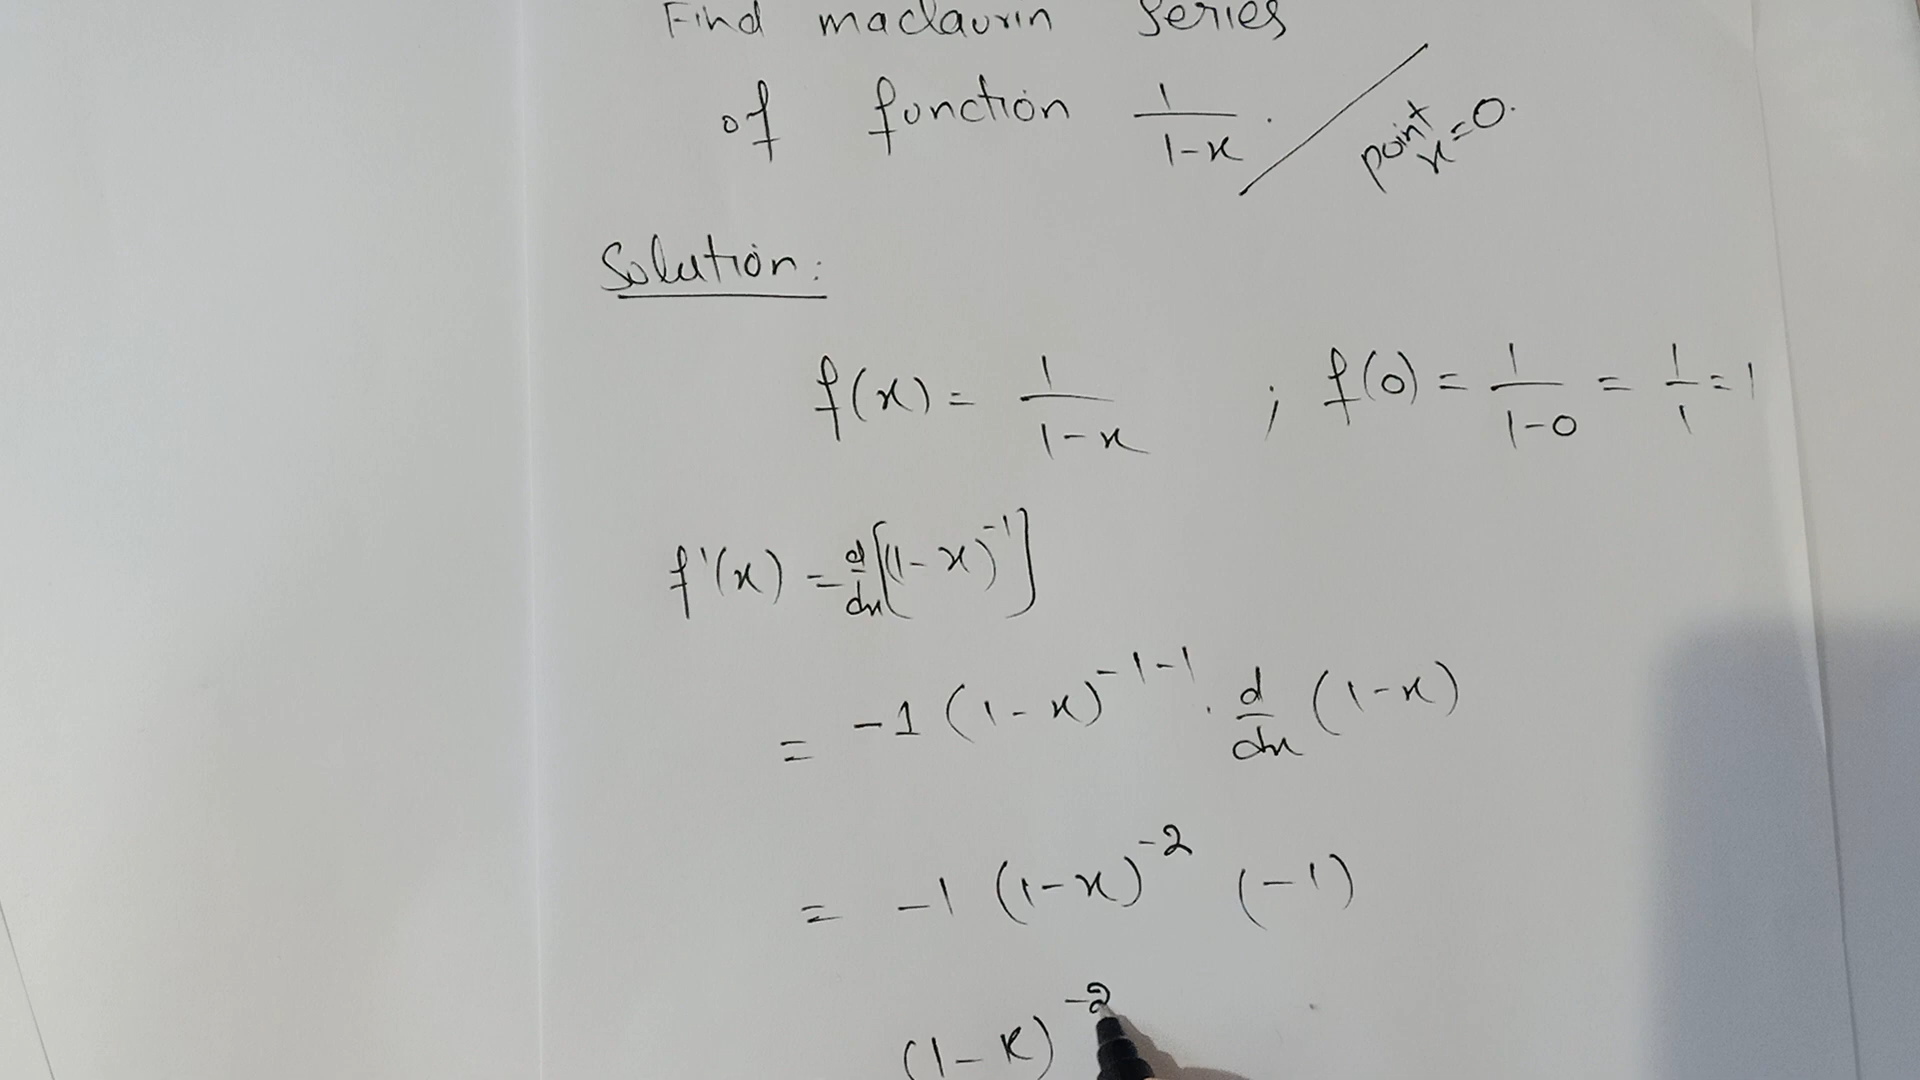 Find maclaurin series
of function 1/(1-x). / point x=0.
Solution:
f(x) = 1/(1-x) ; f(0) = 1/(1-0) = 1/1 = 1
f'(x) = d/dx[(1-x)^-1]
= -1 (1-x)^-1-1 . d/dx (1-x)
= -1 (1-x)^-2 (-1)
(1-x)^-2